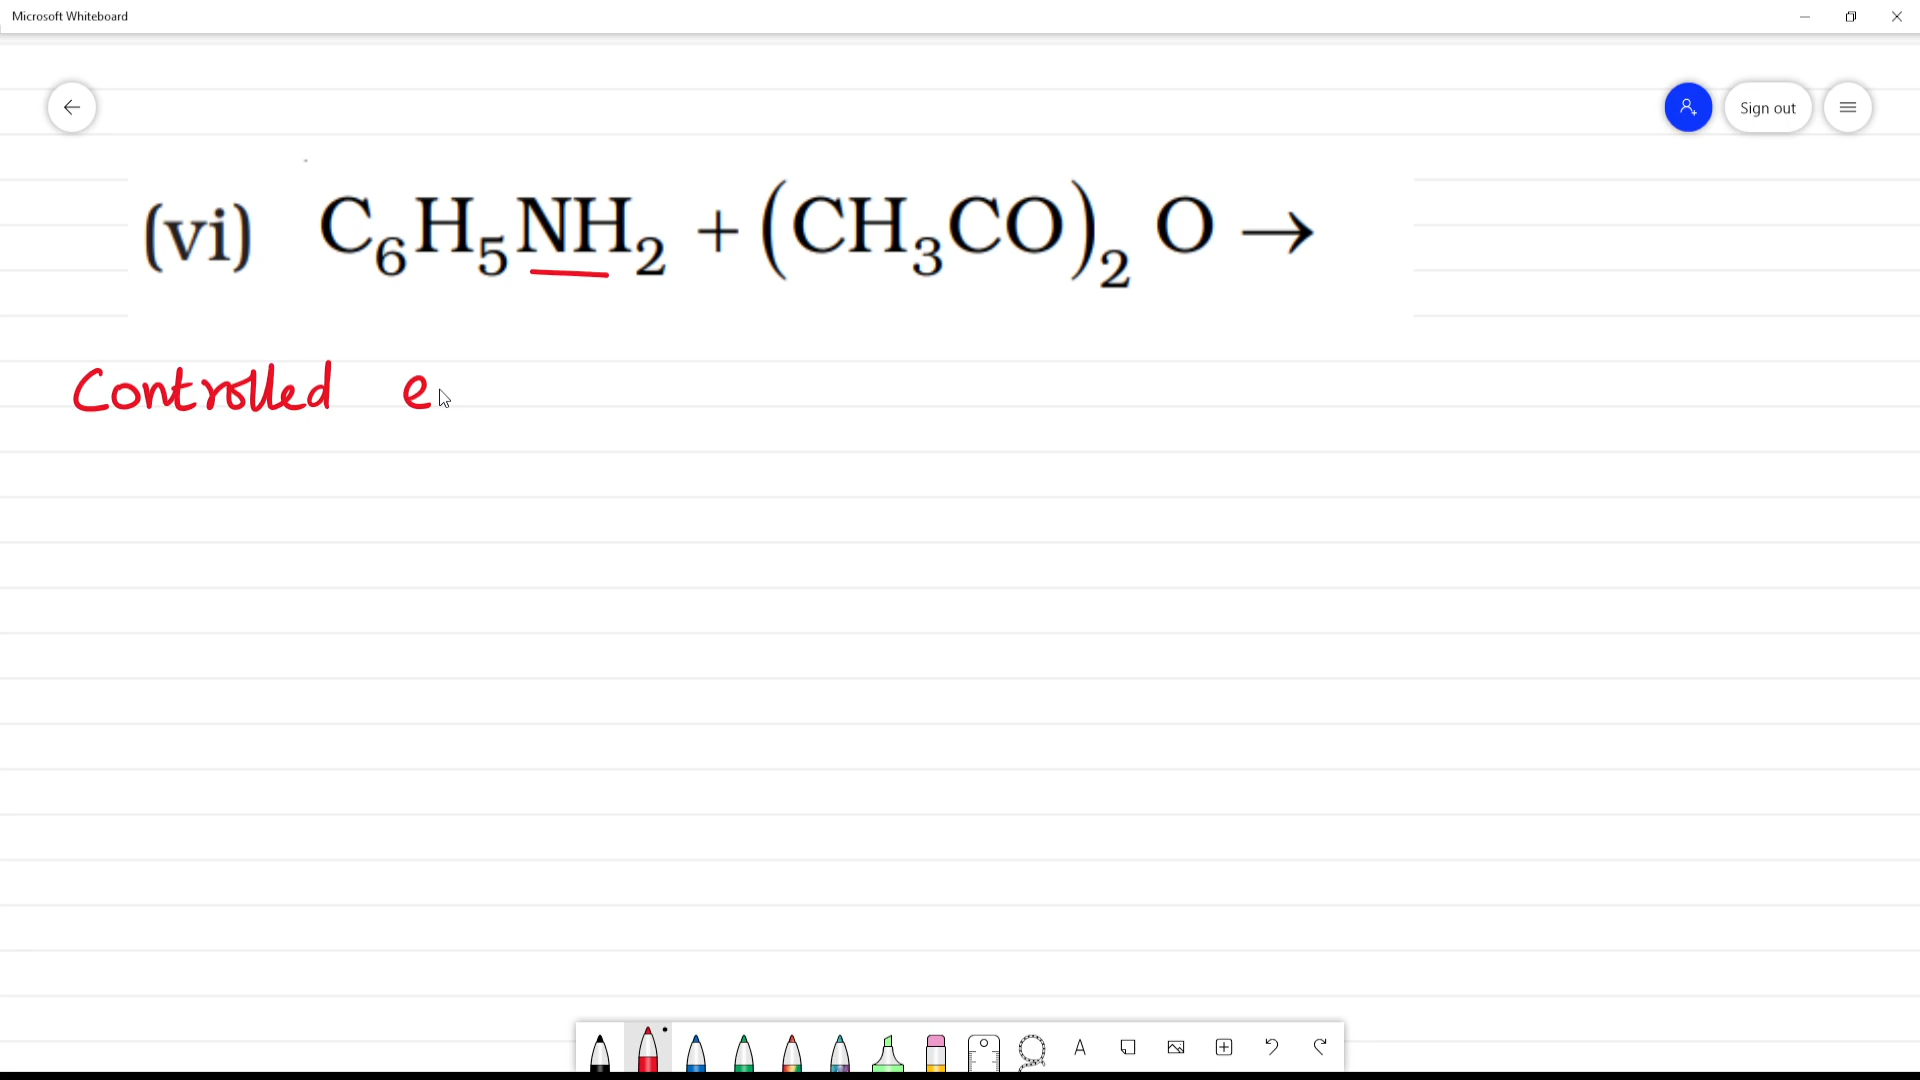 Microsoft Whiteboard
Sign out
(vi) C₆H₅NH₂ + (CH₃CO)₂ O →
Controlled e
A